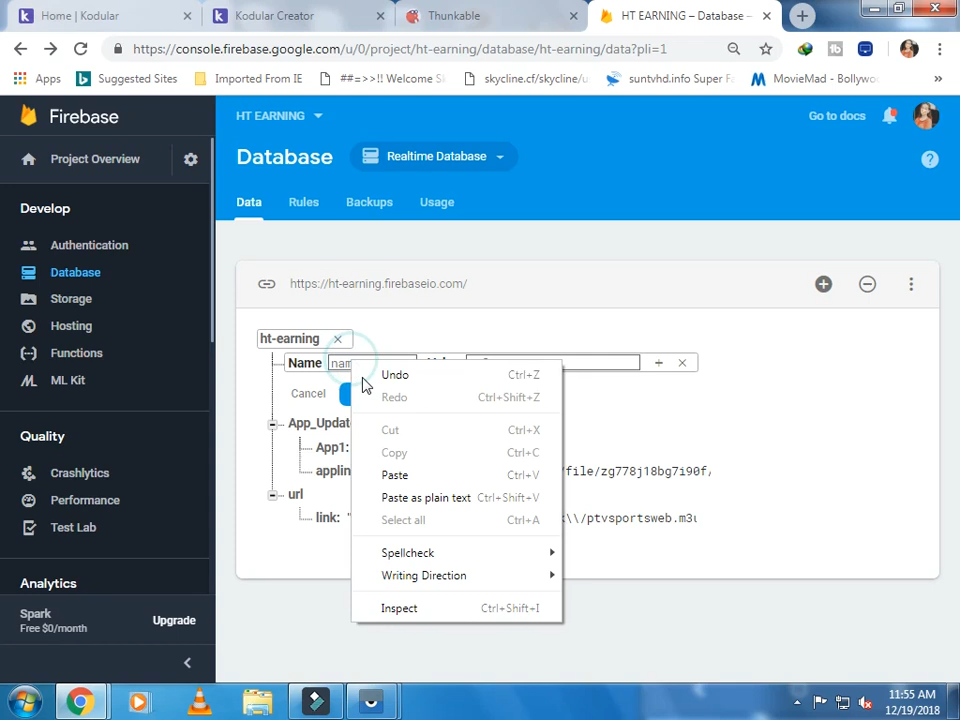 Home | Kodular
Kodular Creator
Thunkable
HT EARNING – Database –
https://console.firebase.google.com/u/0/project/ht-earning/database/ht-earning/data?pli=1
Apps
Suggested Sites
Imported From IE
##=>>!! Welcome
skycline.cf/skycline/u
suntvhd.info Super F
MovieMad - Bollywo
»
Firebase
HT EARNING
Go to docs
Project Overview
Database
Realtime Database
Data
Rules
Backups
Usage
Develop
Authentication
Database
Storage
Hosting
Functions
ML Kit
Quality
Crashlytics
Performance
Test Lab
Analytics
Spark
Free $0/month
Upgrade
https://ht-earning.firebaseio.com/
ht-earning
Name
Cancel
App_Updat
App1:
applin
/file/zg778j18bg7i90f,
url
link: "
\\/ptvsportsweb.m3u
Undo Ctrl+Z
Redo Ctrl+Shift+Z
Cut Ctrl+X
Copy Ctrl+C
Paste Ctrl+V
Paste as plain text Ctrl+Shift+V
Select all Ctrl+A
Spellcheck
Writing Direction
Inspect Ctrl+Shift+I
11:55 AM
12/19/2018